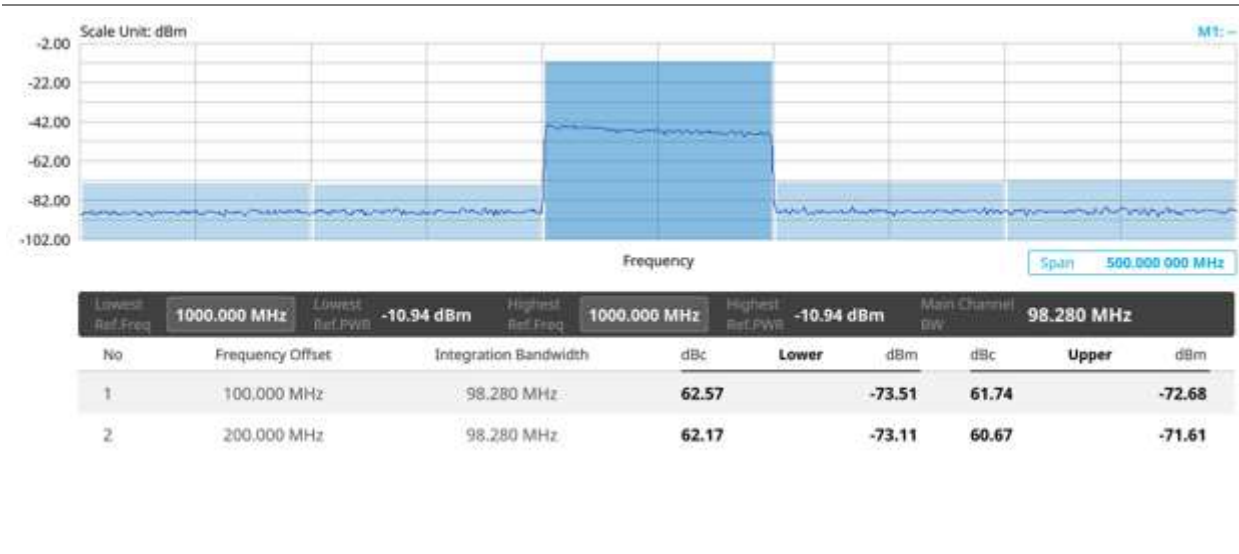 Scale Unit: dBm
M1: --
-2.00
-22.00
-42.00
-62.00
-82.00
-102.00
Frequency
Span 500.000 000 MHz
Lowest Ref.Freq 1000.000 MHz Lowest Ref.PWR -10.94 dBm Highest Ref.Freq 1000.000 MHz Highest Ref.PWR -10.94 dBm Main Channel BW 98.280 MHz
No Frequency Offset Integration Bandwidth dBc Lower dBm dBc Upper dBm
1 100.000 MHz 98.280 MHz 62.57 -73.51 61.74 -72.68
2 200.000 MHz 98.280 MHz 62.17 -73.11 60.67 -71.61